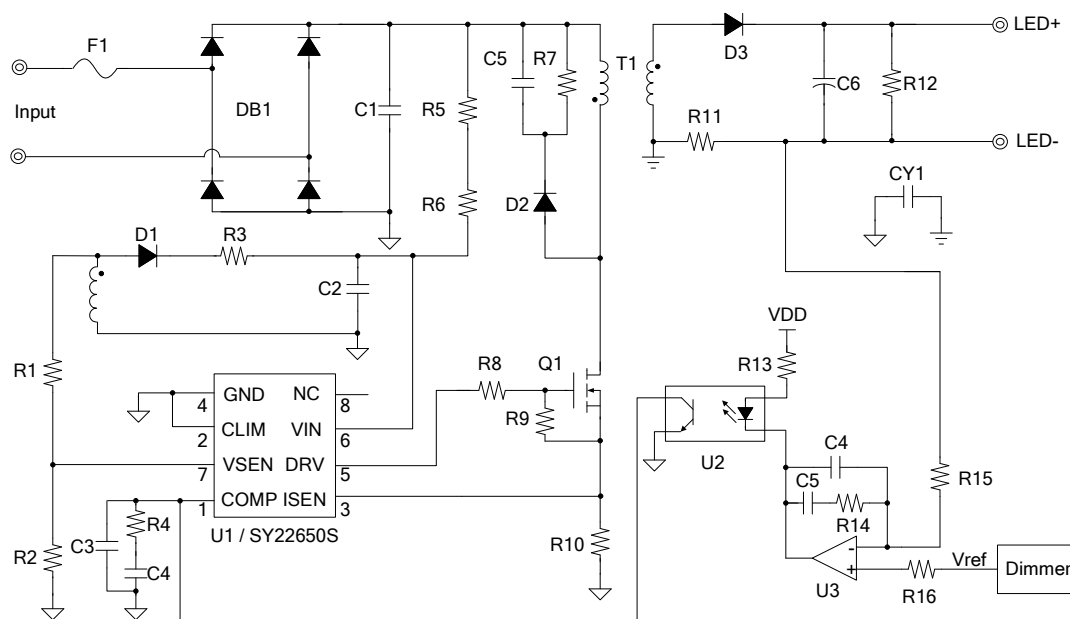 F1
Input
DB1
C1
R5
R6
C5
R7
T1
D2
D3
C6
R12
LED+
LED-
R11
CY1
D1
R3
C2
R1
R2
GND
NC
4
8
CLIM
VIN
2
6
VSEN
DRV
7
5
COMP
ISEN
1
3
U1 / SY22650S
C3
R4
C4
R8
Q1
R9
R10
VDD
R13
U2
C4
C5
R14
R15
U3
-
+
R16
Vref
Dimmer